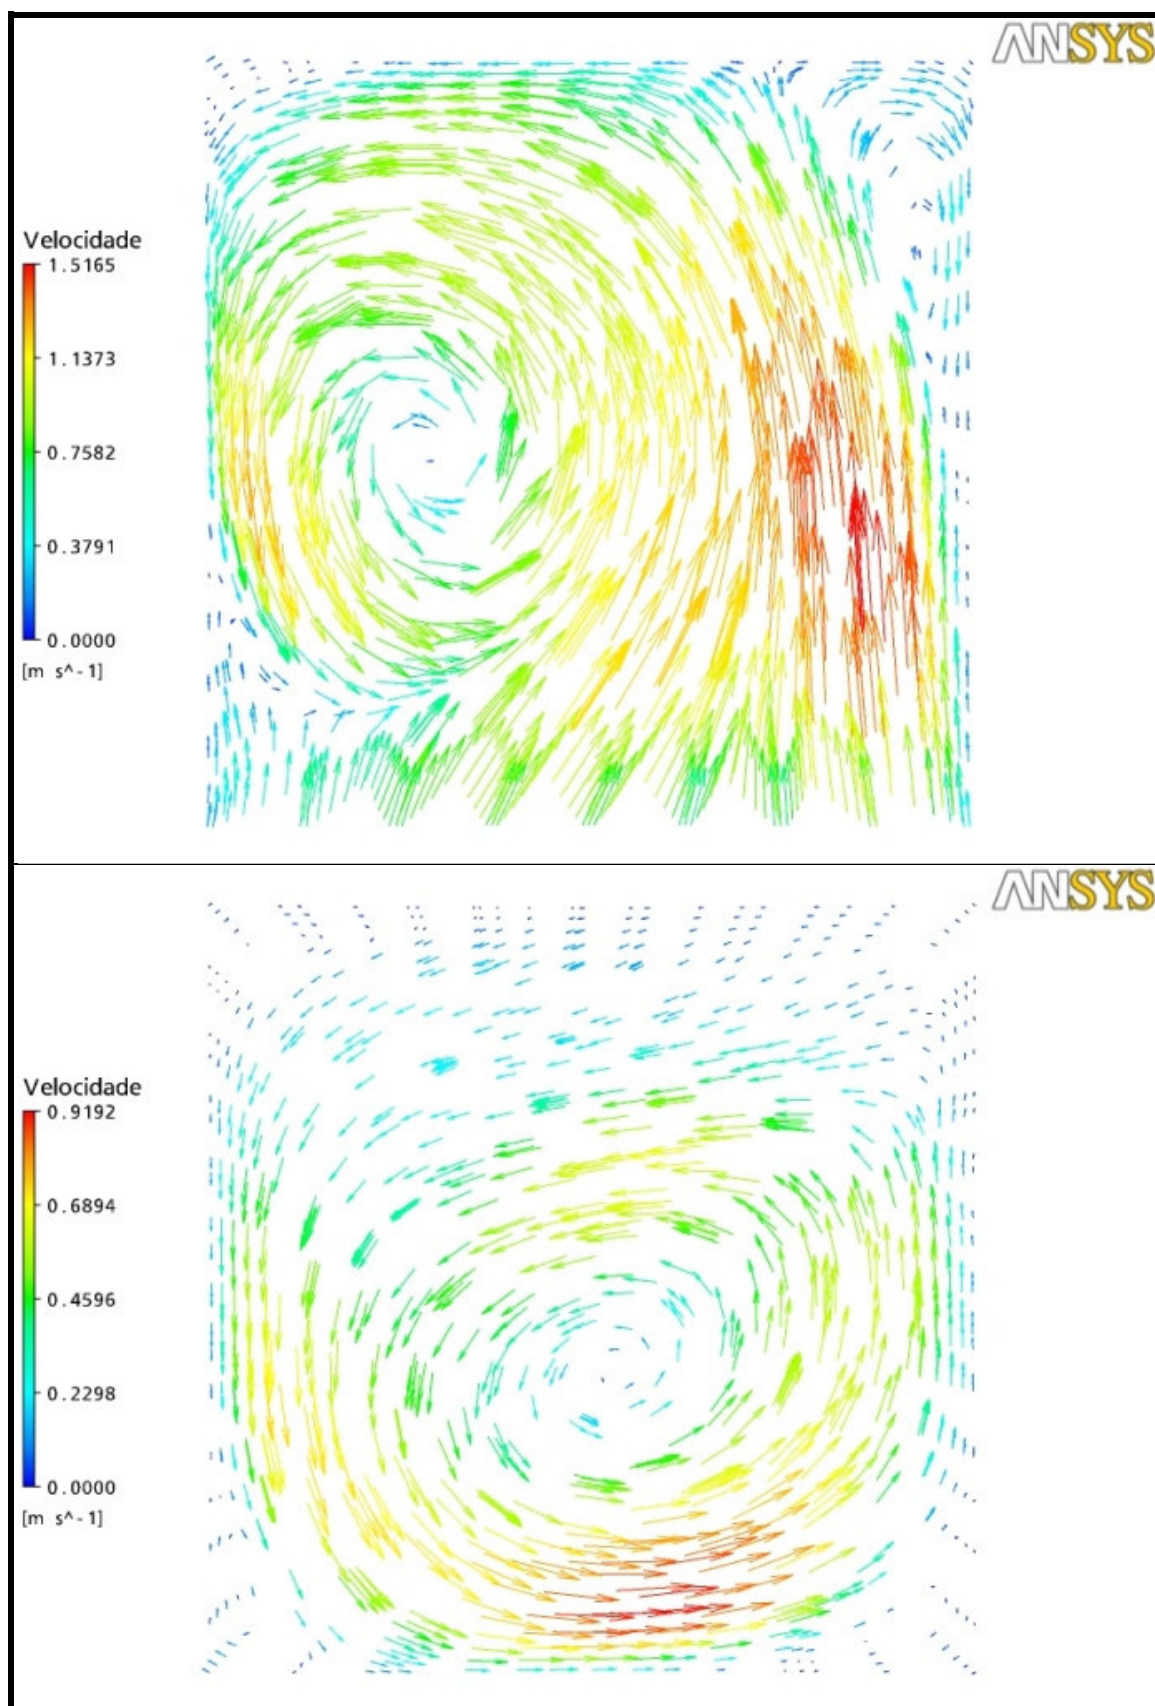 ANSYS
Velocidade
1.5165
1.1373
0.7582
0.3791
0.0000
[m s^-1]
ANSYS
Velocidade
0.9192
0.6894
0.4596
0.2298
0.0000
[m s^-1]